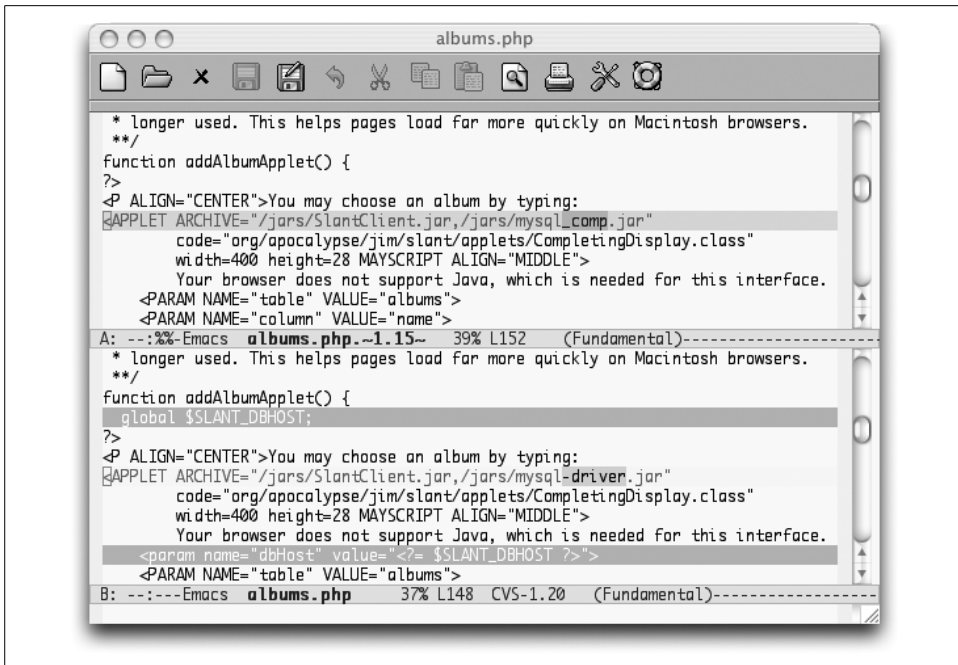 albums.php
 * longer used. This helps pages load far more quickly on Macintosh browsers.
 **/
function addAlbumApplet() {
?>
<P ALIGN="CENTER">You may choose an album by typing:
<APPLET ARCHIVE="/jars/SlantClient.jar,/jars/mysql_comp.jar"
        code="org/apocalypse/jim/slant/applets/CompletingDisplay.class"
        width=400 height=28 MAYSCRIPT ALIGN="MIDDLE">
        Your browser does not support Java, which is needed for this interface.
    <PARAM NAME="table" VALUE="albums">
    <PARAM NAME="column" VALUE="name">
A: --:%%-Emacs  albums.php.~1.15~   39% L152    (Fundamental)-----------------------
 * longer used. This helps pages load far more quickly on Macintosh browsers.
 **/
function addAlbumApplet() {
  global $SLANT_DBHOST;
?>
<P ALIGN="CENTER">You may choose an album by typing:
<APPLET ARCHIVE="/jars/SlantClient.jar,/jars/mysql-driver.jar"
        code="org/apocalypse/jim/slant/applets/CompletingDisplay.class"
        width=400 height=28 MAYSCRIPT ALIGN="MIDDLE">
        Your browser does not support Java, which is needed for this interface.
    <param name="dbHost" value="<?= $SLANT_DBHOST ?>">
    <PARAM NAME="table" VALUE="albums">
B: --:---Emacs  albums.php     37% L148  CVS-1.20   (Fundamental)-------------------